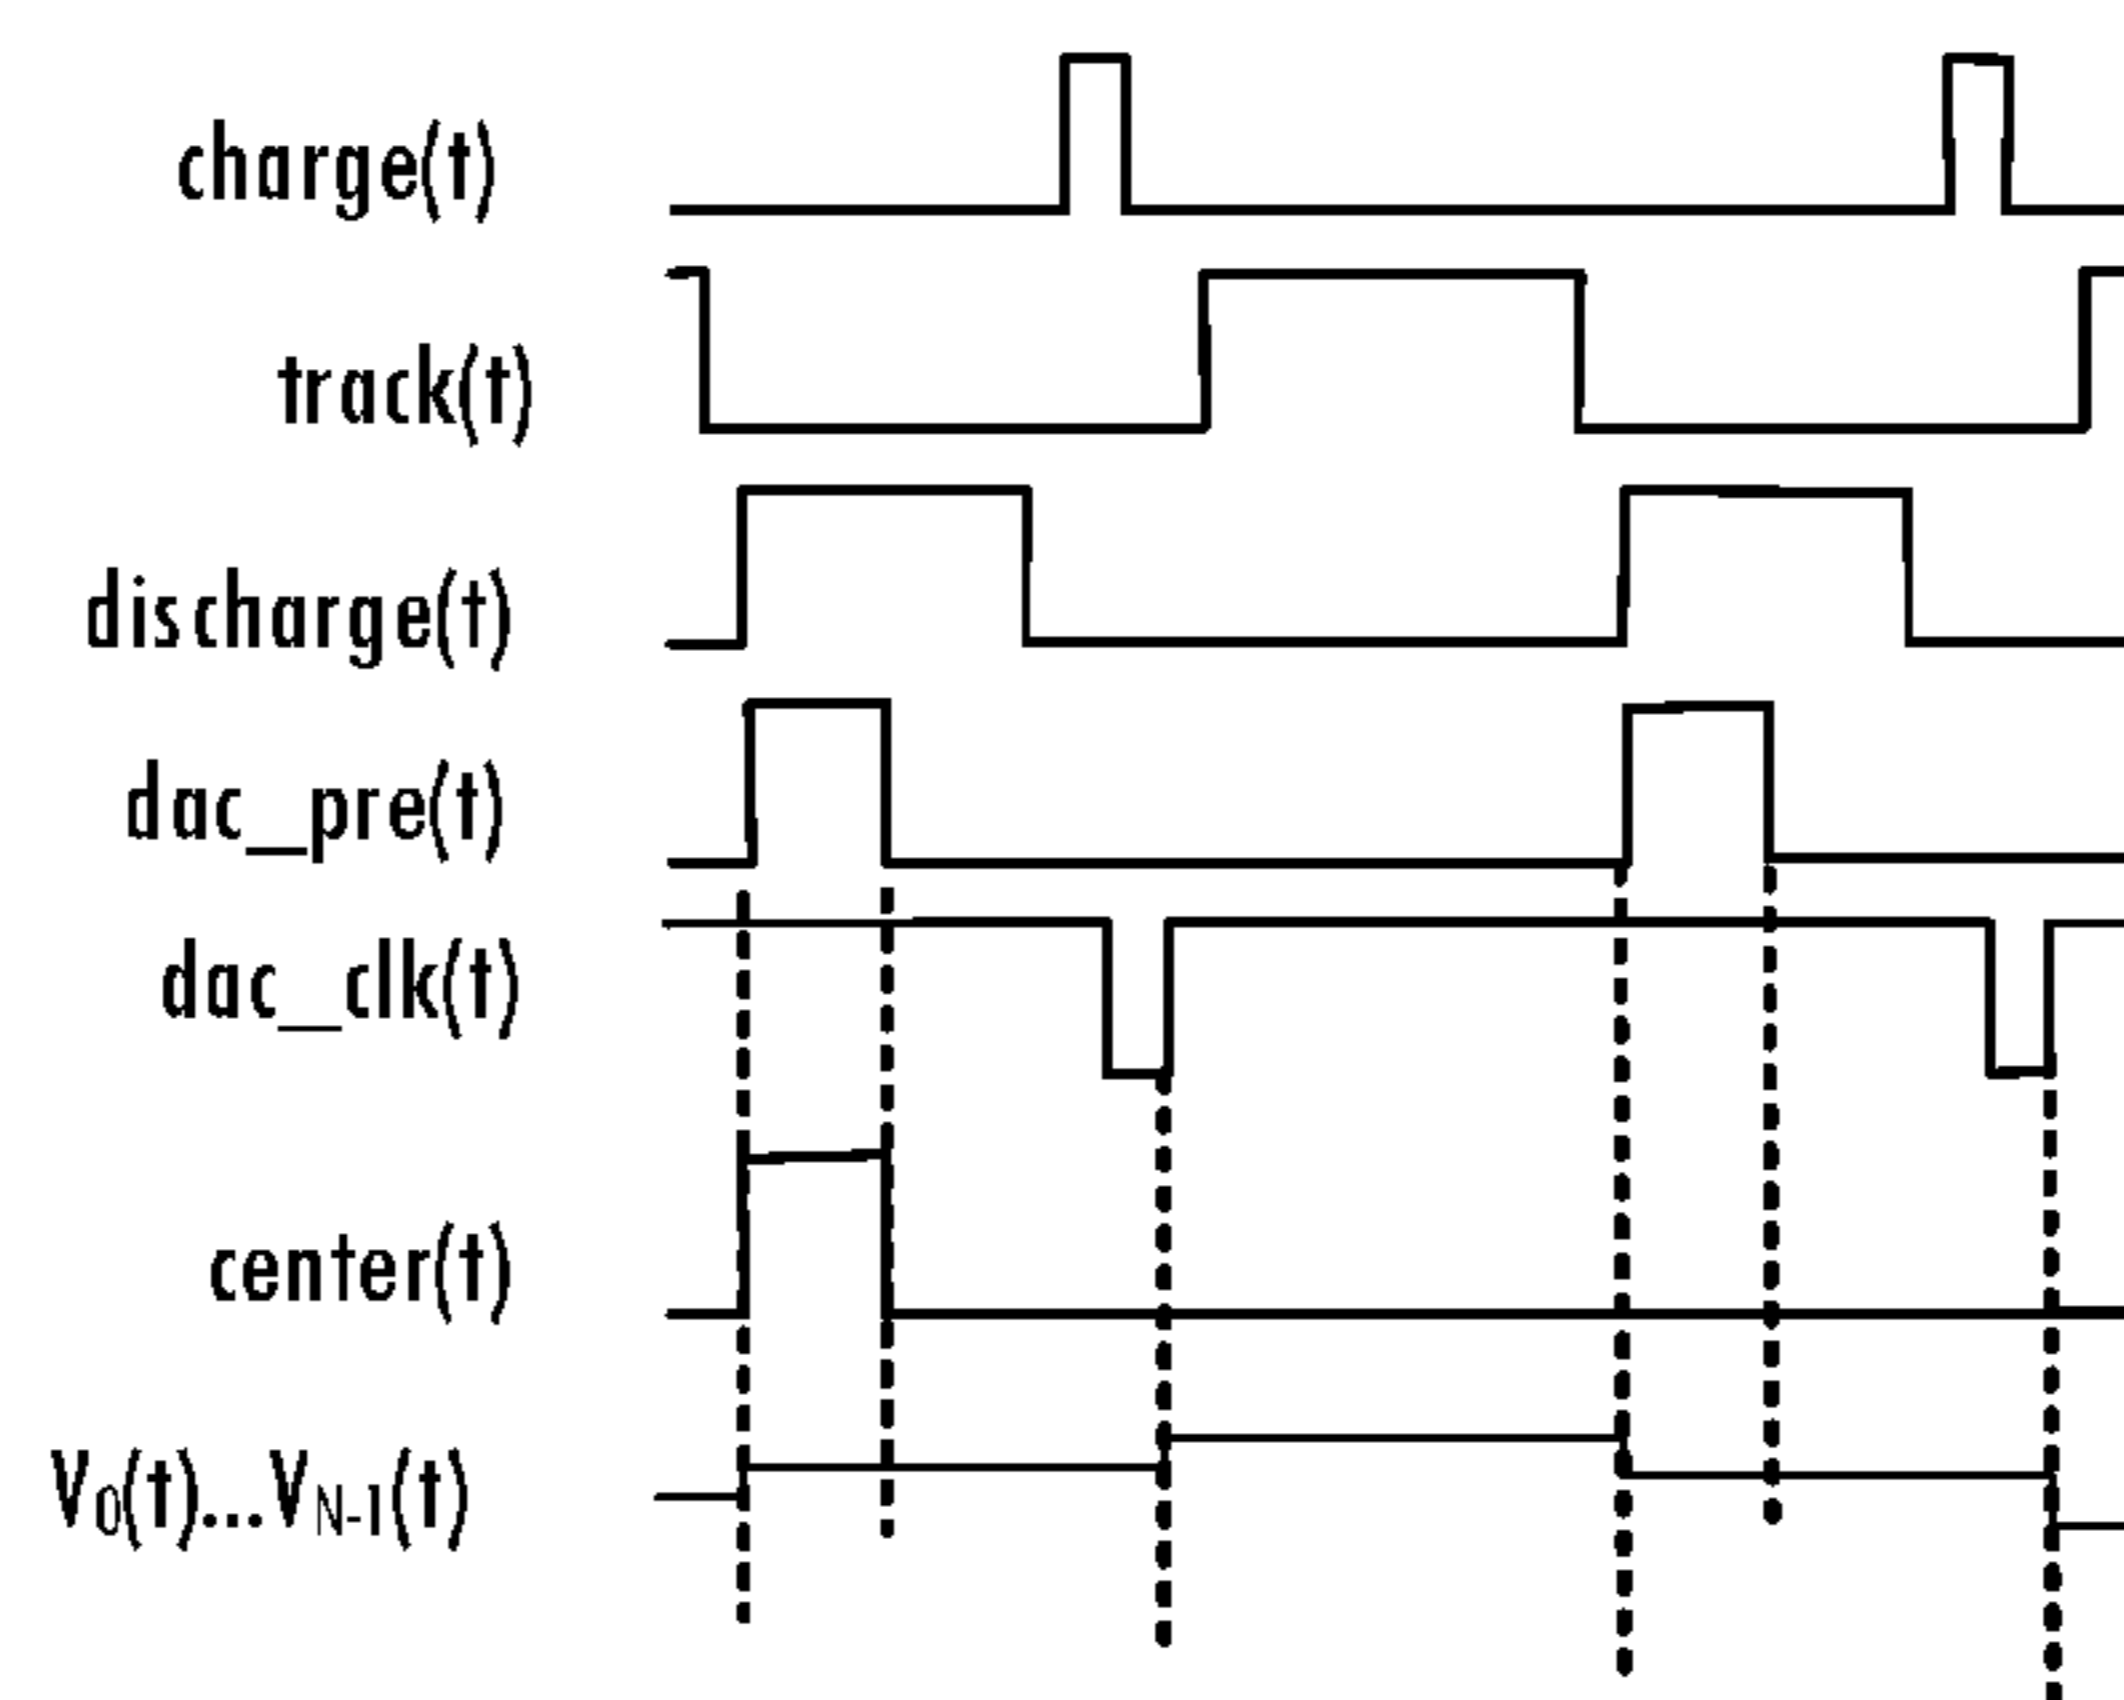 charge(t)
track(t)
discharge(t)
dac_pre(t)
dac_clk(t)
center(t)
V0(t)...VN-1(t)